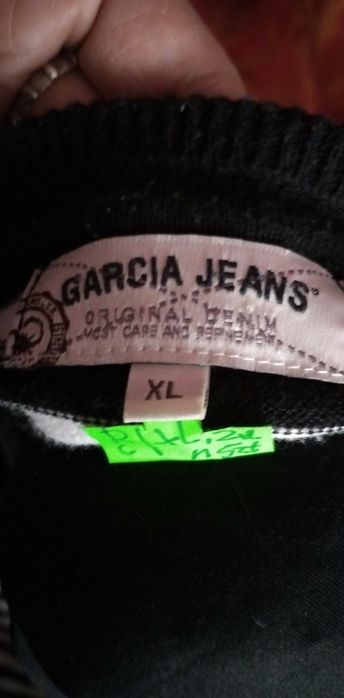 GARCIA JEANS
ORIGINAL DENIM
MOST CARE AND REFINEMENT
XL